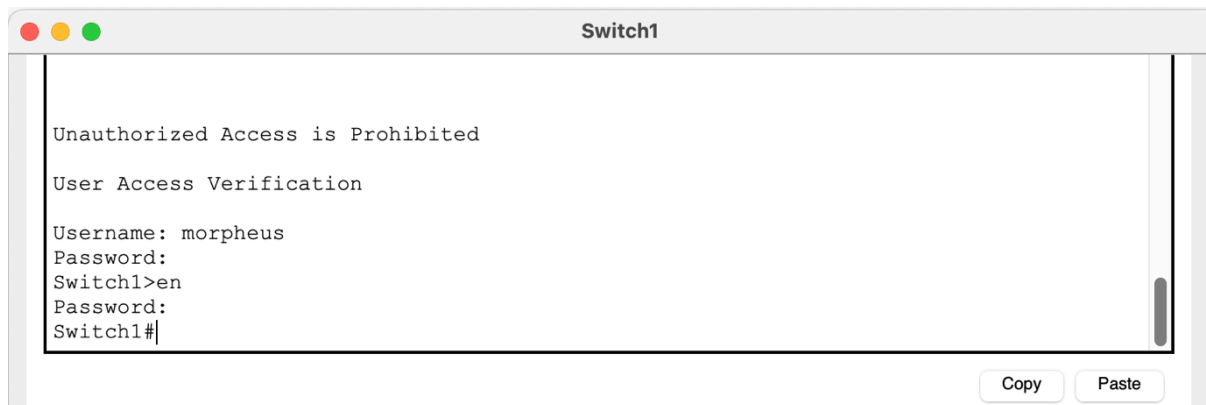 Switch1
Unauthorized Access is Prohibited
User Access Verification
Username: morpheus
Password:
Switch1>en
Password:
Switch1#
Copy Paste